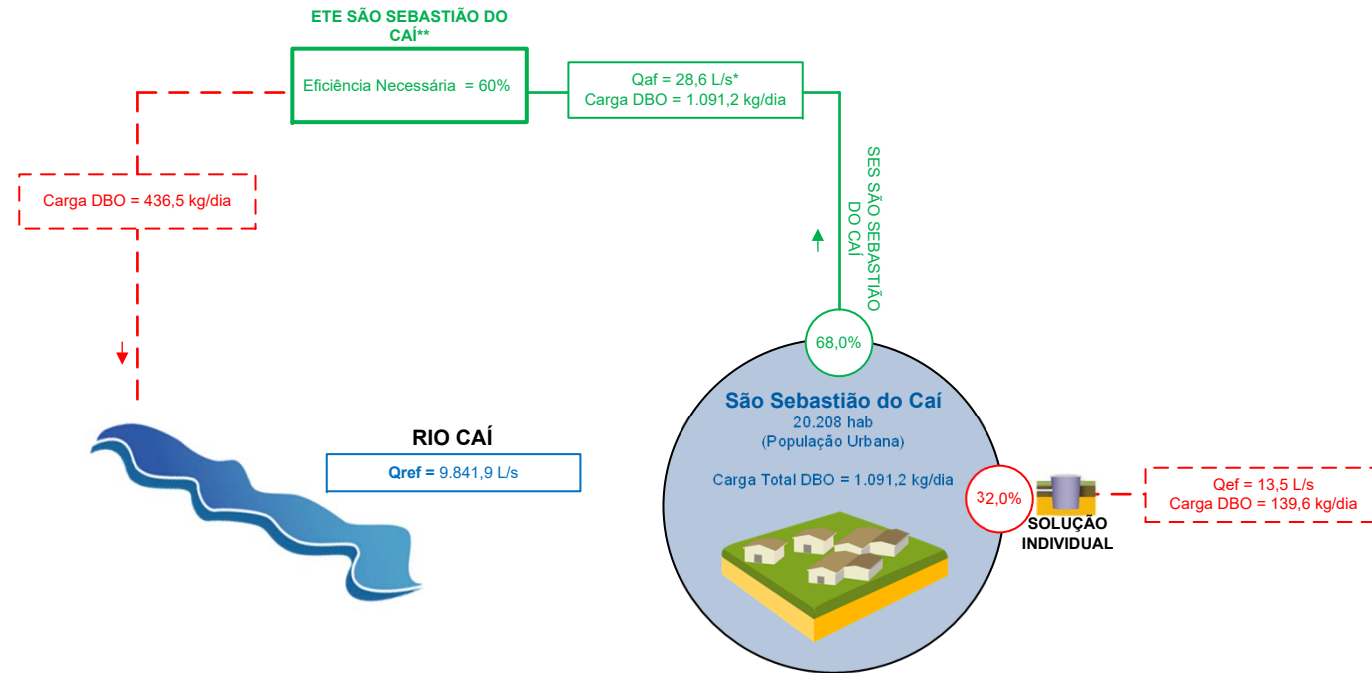 ETE SÃO SEBASTIÃO DO
CAÍ**
Eficiência Necessária = 60%
Qaf = 28,6 L/s*
Carga DBO = 1.091,2 kg/dia
Carga DBO = 436,5 kg/dia
SES SÃO SEBASTIÃO
DO CAÍ
68,0%
São Sebastião do Caí
20.208 hab
(População Urbana)
Carga Total DBO = 1.091,2 kg/dia
RIO CAÍ
Qref = 9.841,9 L/s
32,0%
SOLUÇÃO
INDIVIDUAL
Qef = 13,5 L/s
Carga DBO = 139,6 kg/dia